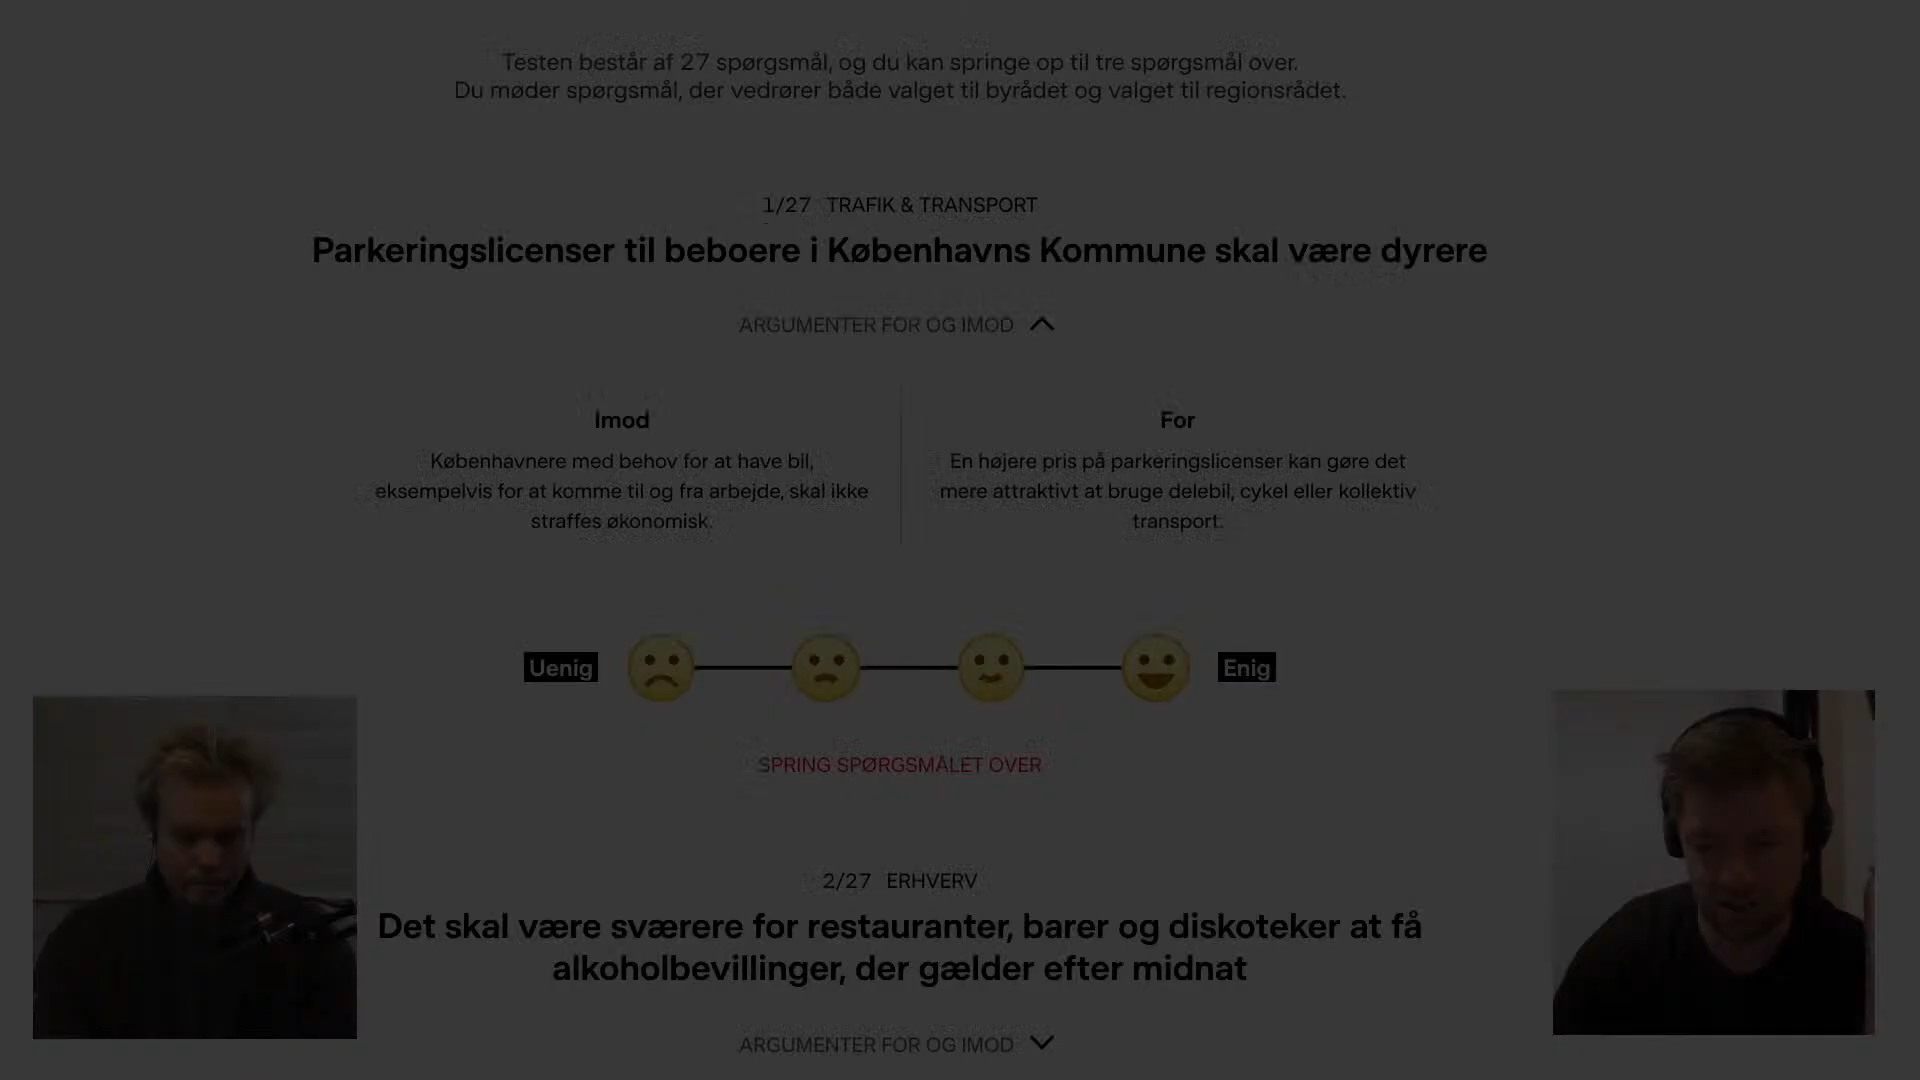 Testen består af 27 spørgsmål, og du kan springe op til tre spørgsmål over.
Du møder spørgsmål, der vedrører både valget til byrådet og valget til regionsrådet.
1/27 TRAFIK & TRANSPORT
Parkeringslicenser til beboere i Københavns Kommune skal være dyrere
ARGUMENTER FOR OG IMOD
Imod
Københavnere med behov for at have bil,
eksempelvis for at komme til og fra arbejde, skal ikke
straffes økonomisk.
For
En højere pris på parkeringslicenser kan gøre det
mere attraktivt at bruge delebil, cykel eller kollektiv
transport.
Uenig
Enig
SPRING SPØRGSMÅLET OVER
2/27 ERHVERV
Det skal være sværere for restauranter, barer og diskoteker at få
alkoholbevillinger, der gælder efter midnat
ARGUMENTER FOR OG IMOD